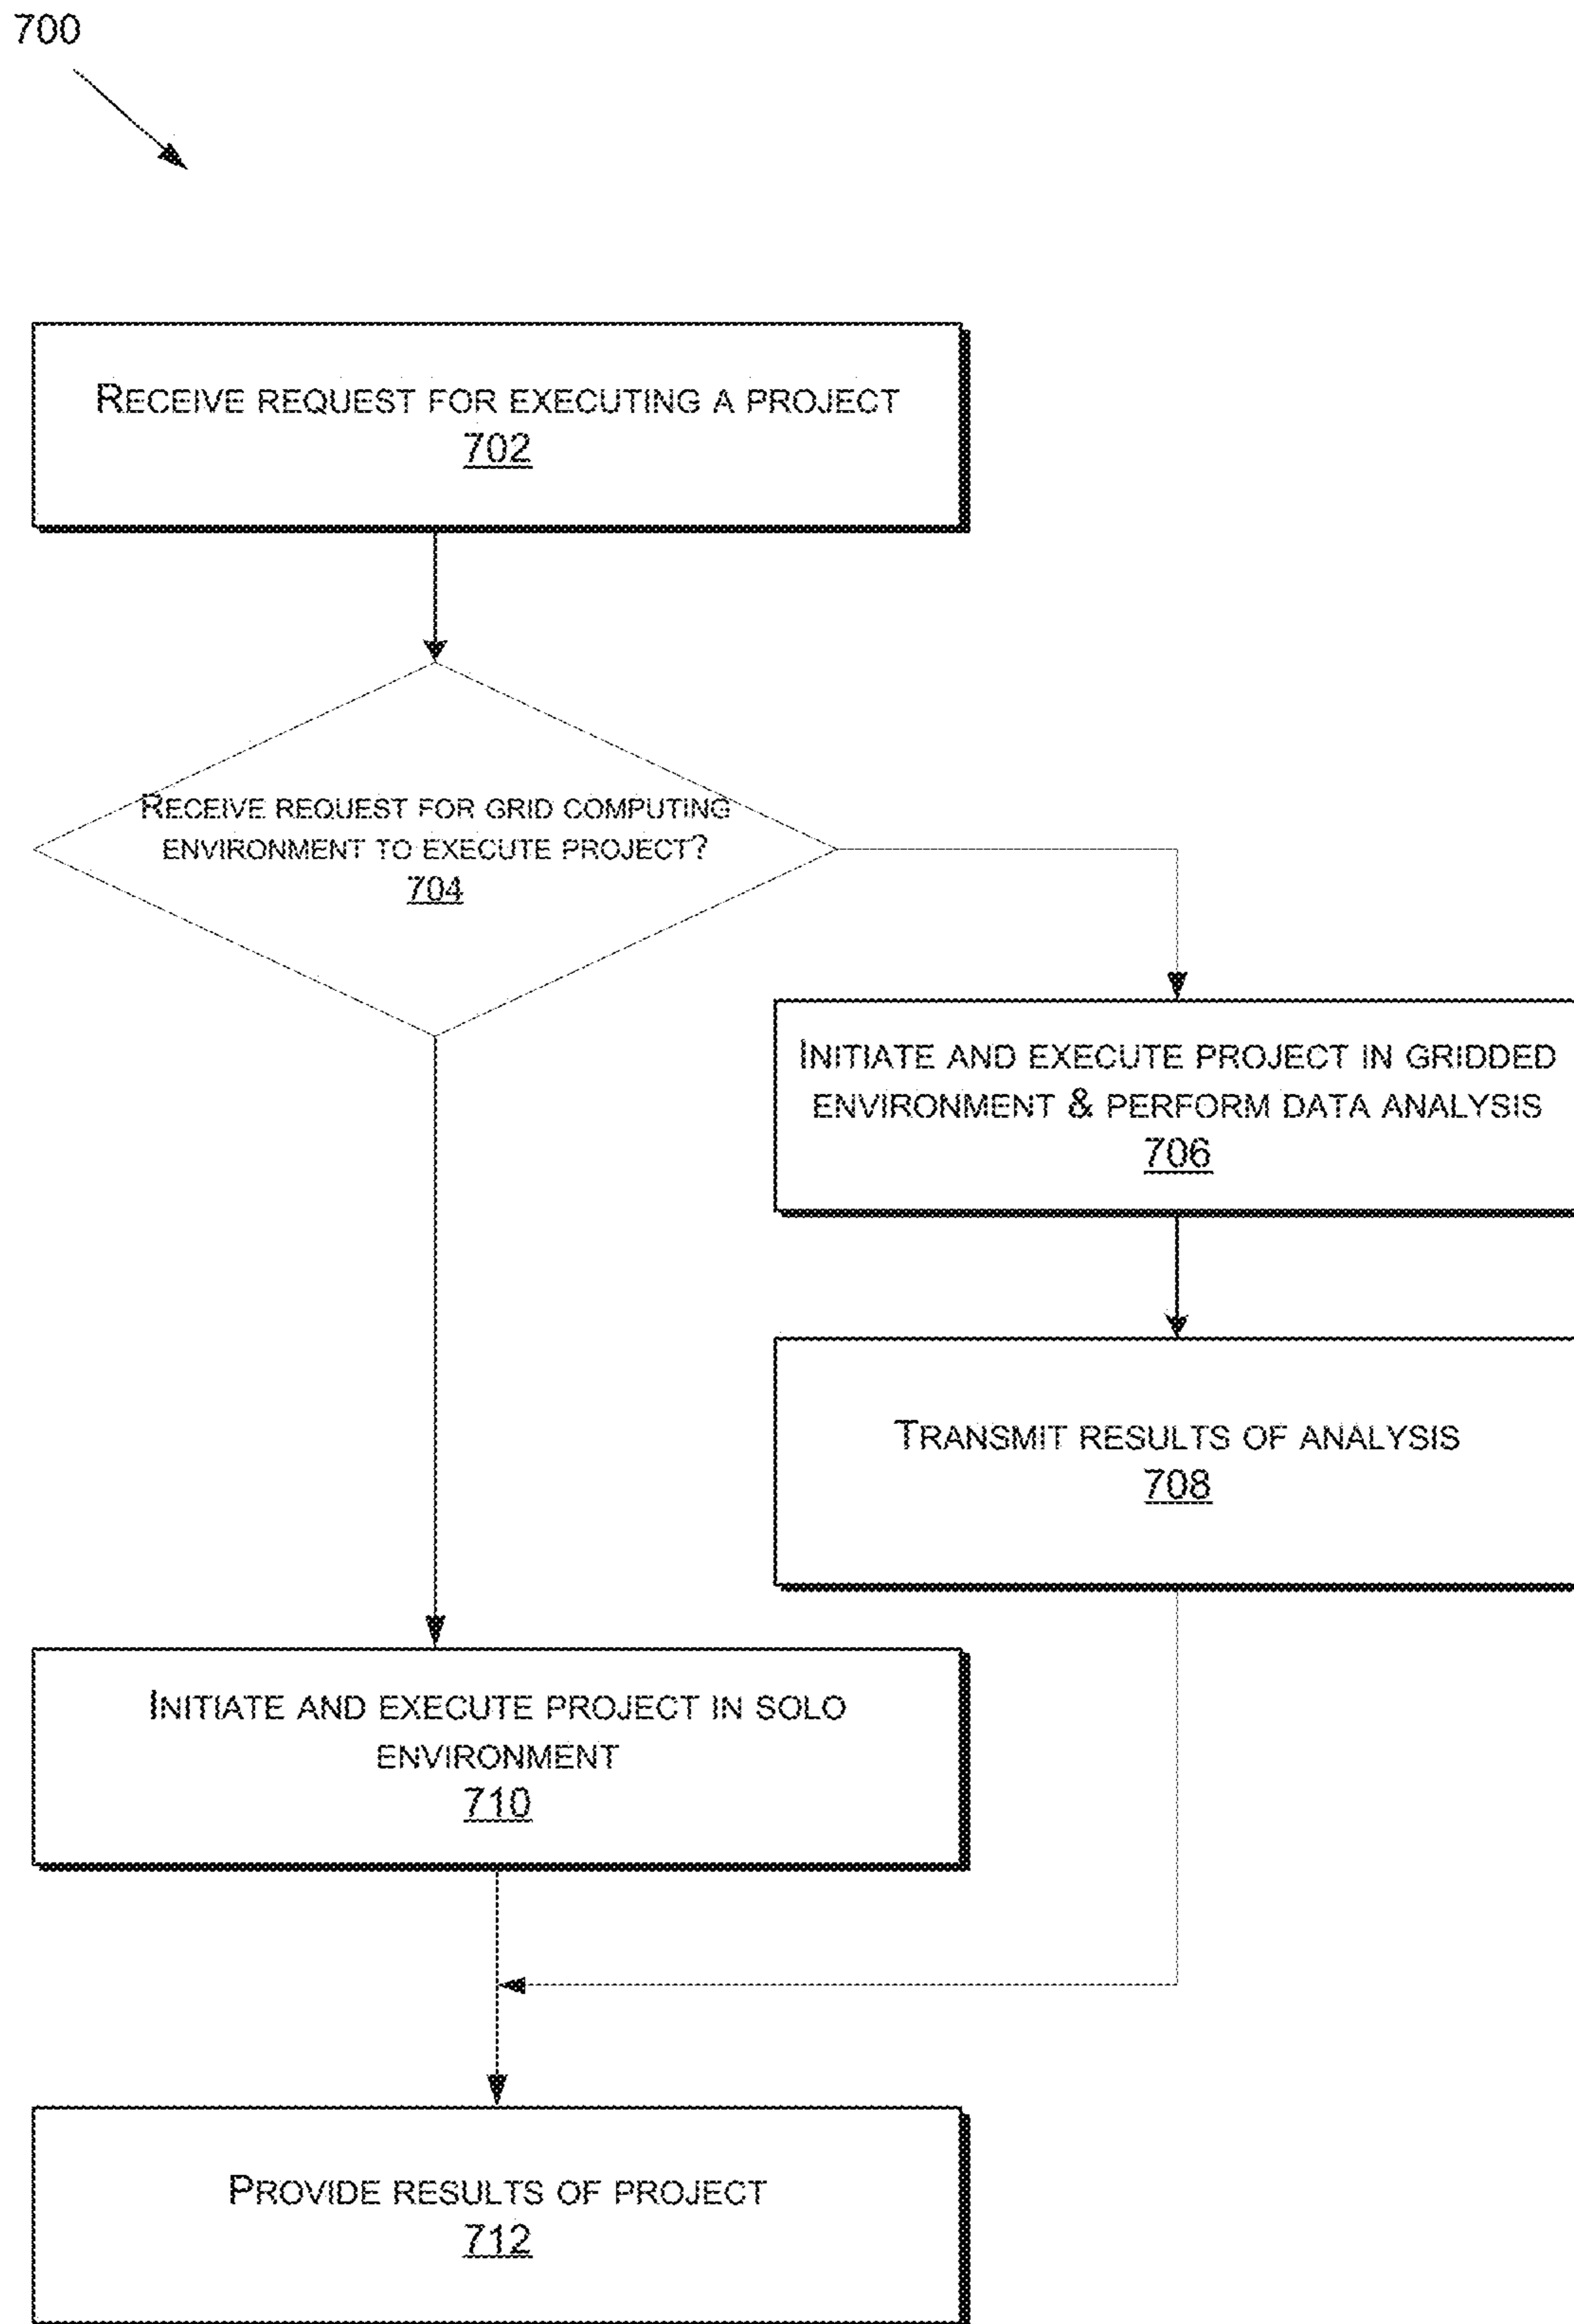 700
RECEIVE REQUEST FOR EXECUTING A PROJECT
702
RECEIVE REQUEST FOR GRID COMPUTING
ENVIRONMENT TO EXECUTE PROJECT?
704
INITIATE AND EXECUTE PROJECT IN GRIDDED
ENVIRONMENT & PERFORM DATA ANALYSIS
706
TRANSMIT RESULTS OF ANALYSIS
708
INITIATE AND EXECUTE PROJECT IN SOLO
ENVIRONMENT
710
PROVIDE RESULTS OF PROJECT
712